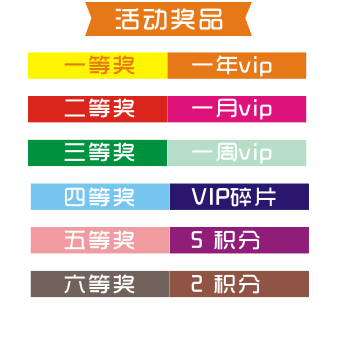 活动奖品
一等奖 一年vip
二等奖 一月vip
三等奖 一周vip
四等奖 VIP碎片
五等奖 5 积分
六等奖 2 积分